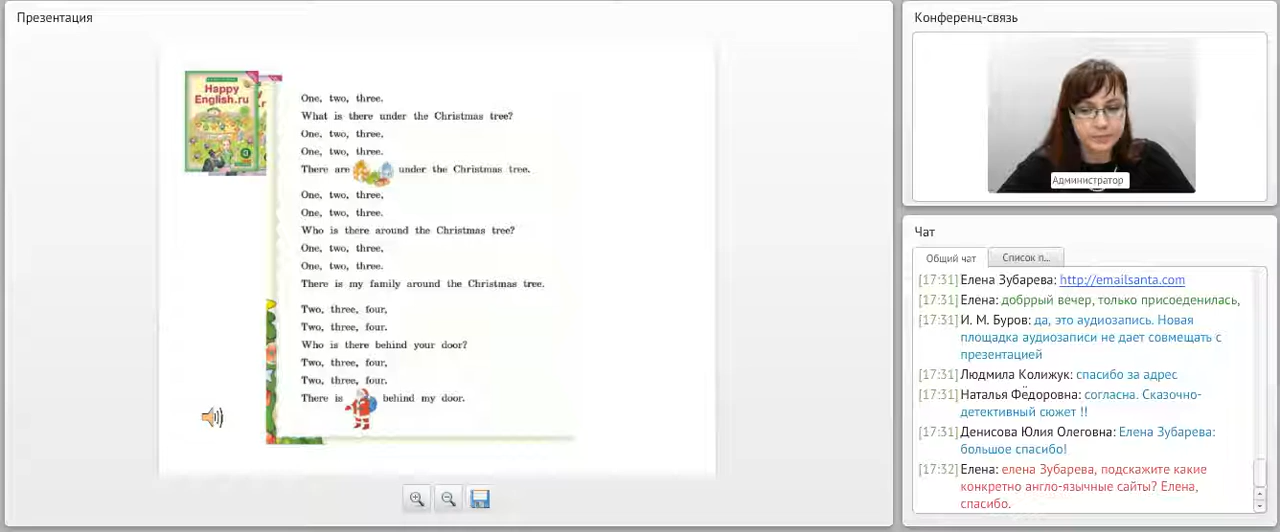 Презентация
Happy
English.ru
One, two, three.
What is there under the Christmas tree?
One, two, three,
One, two, three.
There are under the Christmas tree.
One, two, three,
One, two, three.
Who is there around the Christmas tree?
One, two, three,
One, two, three.
There is my family around the Christmas tree.
Two, three, four,
Two, three, four.
Who is there behind your door?
Two, three, four,
Two, three, four.
There is behind my door.
Конференц-связь
Администратор
Чат
Общий чат
Список п...
[17:31] Елена Зубарева: http://emailsanta.com
[17:31] Елена: добррый вечер, только присоеденилась,
[17:31] И. М. Буров: да, это аудиозапись. Новая
площадка аудиозаписи не дает совмещать с
презентацией
[17:31] Людмила Колижук: спасибо за адрес
[17:31] Наталья Фёдоровна: согласна. Сказочно-
детективный сюжет !!
[17:31] Денисова Юлия Олеговна: Елена Зубарева:
большое спасибо!
[17:32] Елена: елена Зубарева, подскажите какие
конкретно англо-язычные сайты? Елена,
спасибо.